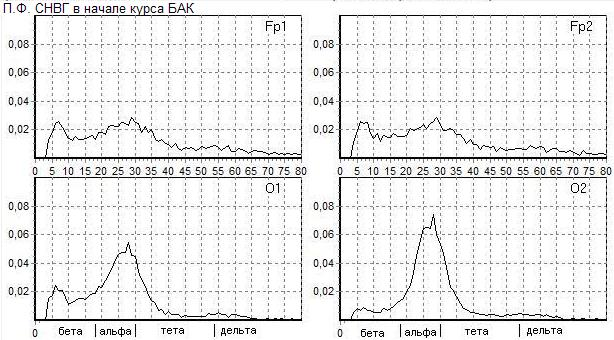 П.Ф. СНВГ в начале курса БАК
Fp1 Fp2
0,08 0,08
0,06 0,06
0,04 0,04
0,02 0,02
0 5 10 15 20 25 30 35 40 45 50 55 60 65 70 75 80 0 5 10 15 20 25 30 35 40 45 50 55 60 65 70 75 80
O1 O2
0,08 0,08
0,06 0,06
0,04 0,04
0,02 0,02
0 бета альфа тета дельта 0 бета альфа тета дельта